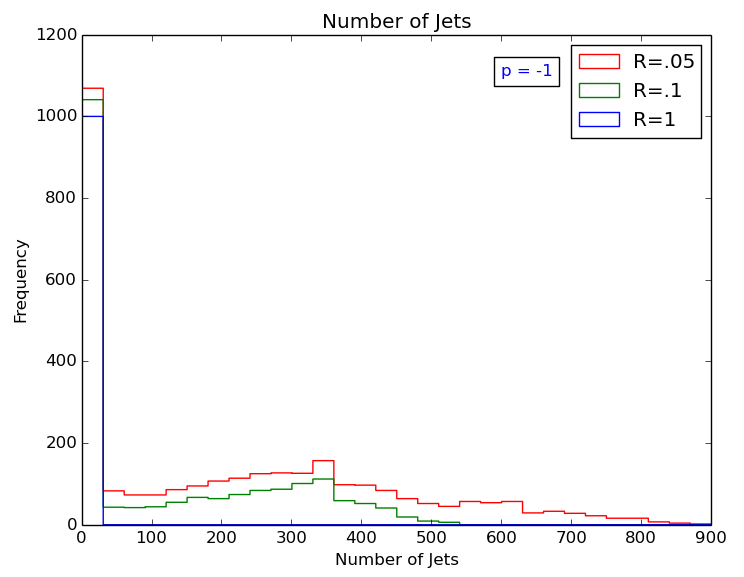 Number of Jets
1200
1000
800
600
400
200
0
Frequency
p = -1
R=.05
R=.1
R=1
0 100 200 300 400 500 600 700 800 900
Number of Jets